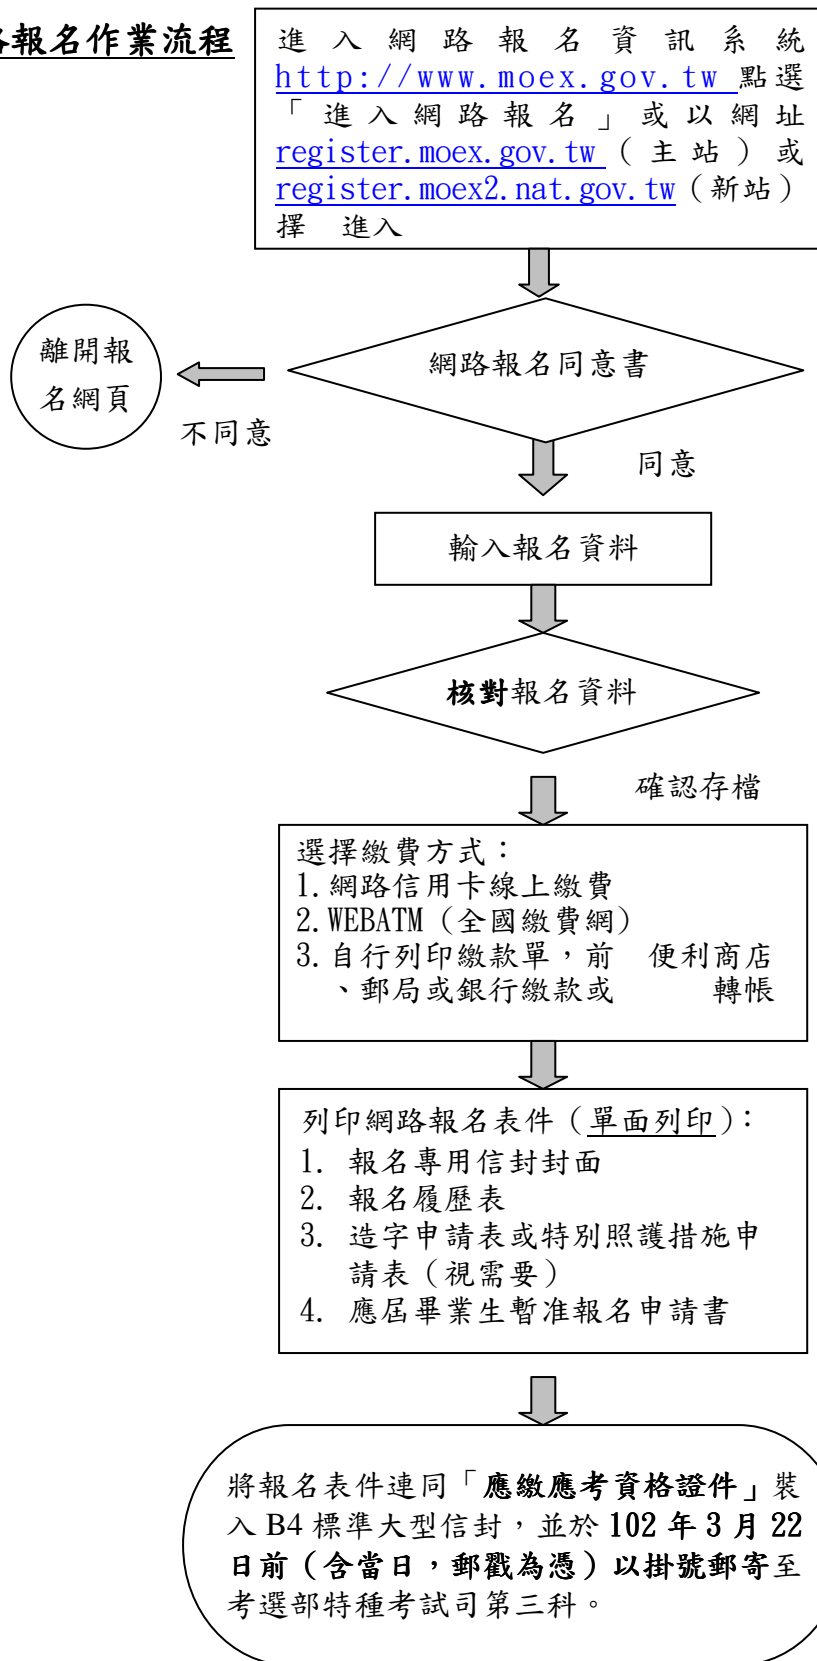 路報名作業流程
進入網路報名資訊系統
http://www.moex.gov.tw 點選
「進入網路報名」或以網址
register.moex.gov.tw（主站）或
register.moex2.nat.gov.tw（新站）
擇 進入
網路報名同意書
離開報
名網頁
不同意
同意
輸入報名資料
核對報名資料
確認存檔
選擇繳費方式：
1.網路信用卡線上繳費
2.WEBATM（全國繳費網）
3.自行列印繳款單，前 便利商店
、郵局或銀行繳款或 轉帳
列印網路報名表件（單面列印）：
1. 報名專用信封封面
2. 報名履歷表
3. 造字申請表或特別照護措施申
請表（視需要）
4. 應屆畢業生暫准報名申請書
將報名表件連同「應繳應考資格證件」裝
入 B4 標準大型信封，並於 102 年 3 月 22
日前（含當日，郵戳為憑）以掛號郵寄至
考選部特種考試司第三科。